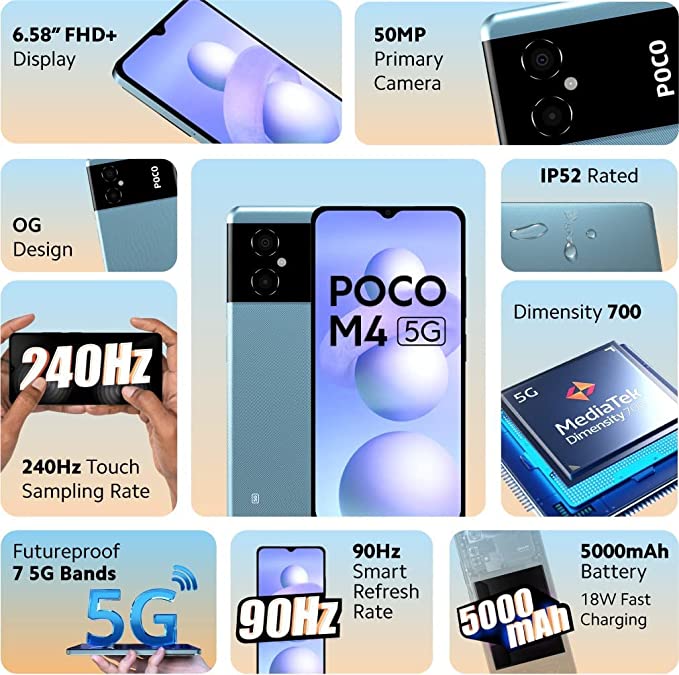 6.58" FHD+
Display
50MP
Primary
Camera
POCO
OG
Design
POCO
POCO
M4 5G
IP52 Rated
240Hz
240Hz Touch
Sampling Rate
Dimensity 700
5G
MediaTek
Dimensity 700
Futureproof
7 5G Bands
5G
90Hz
Smart
Refresh
Rate
90Hz
5000mAh
Battery
18W Fast
Charging
5000
mAh